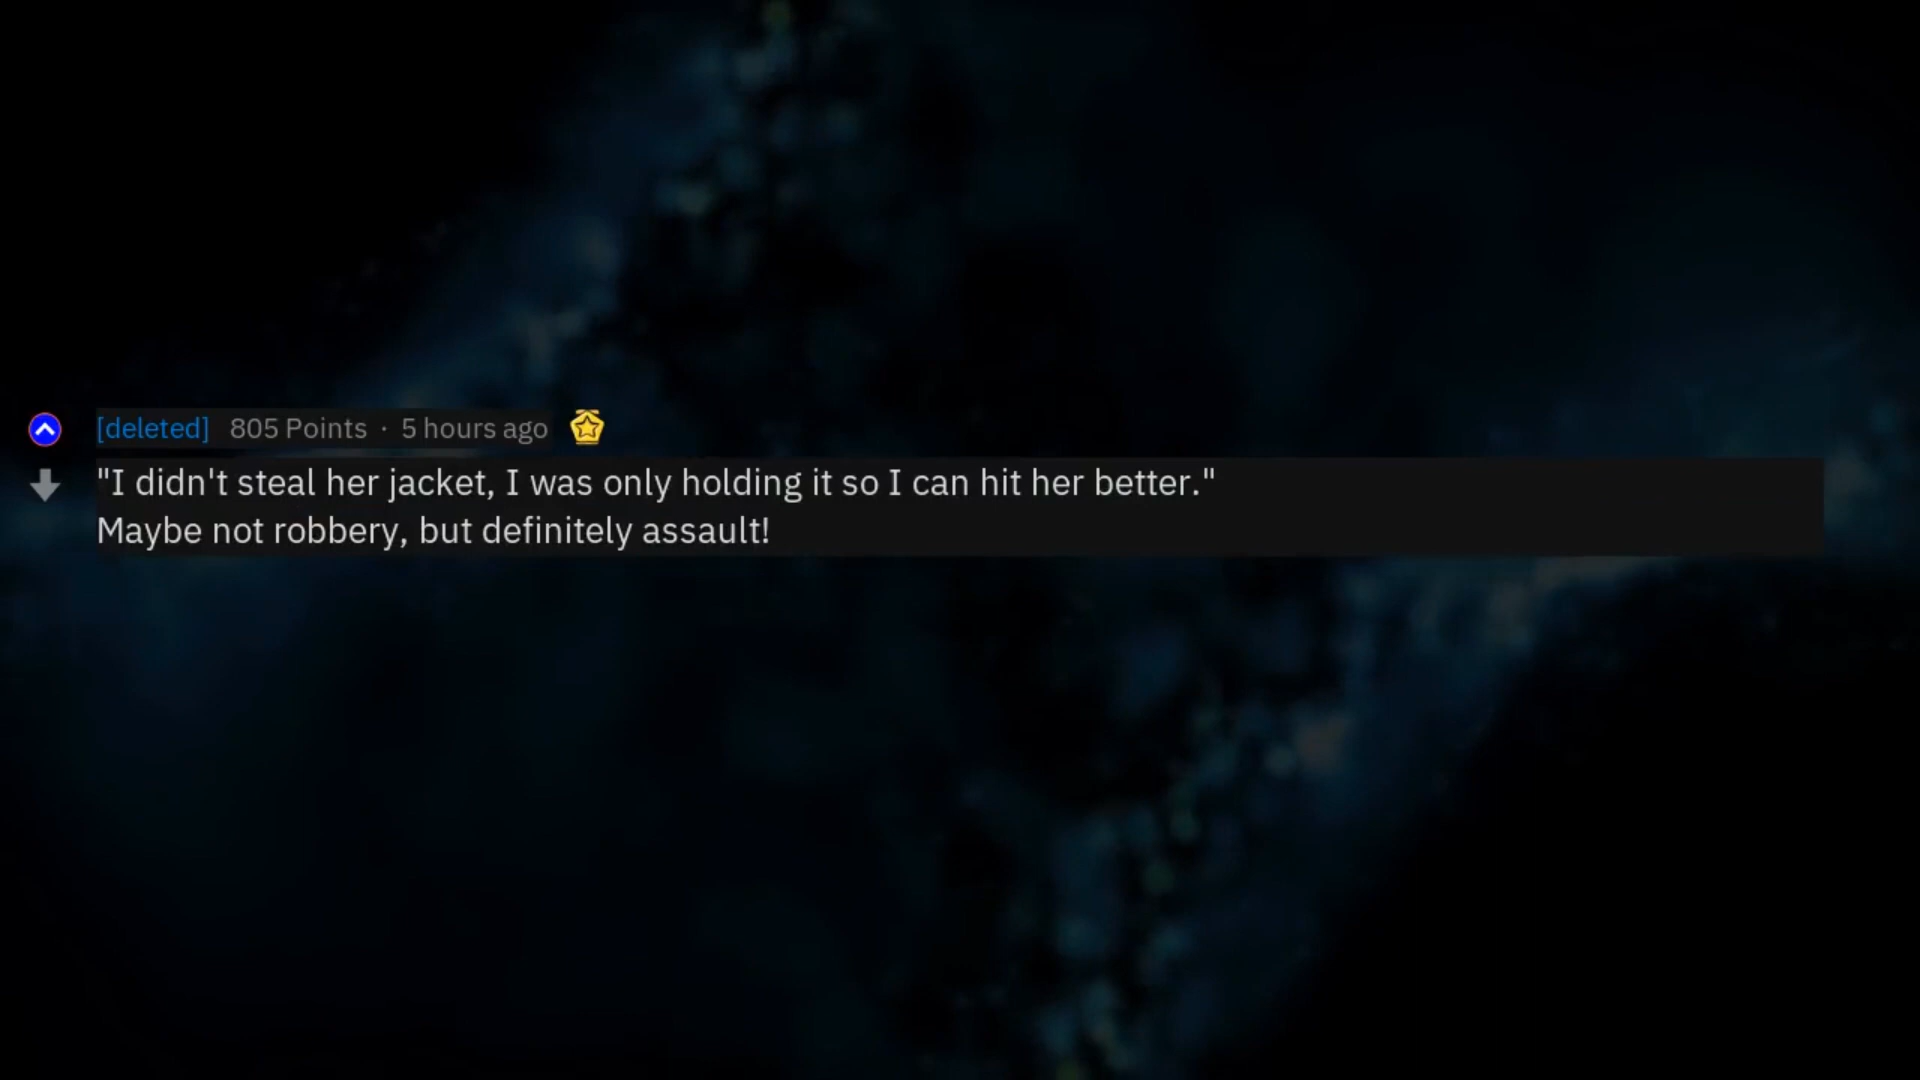 [deleted] 805 Points · 5 hours ago
"I didn't steal her jacket, I was only holding it so I can hit her better."
Maybe not robbery, but definitely assault!